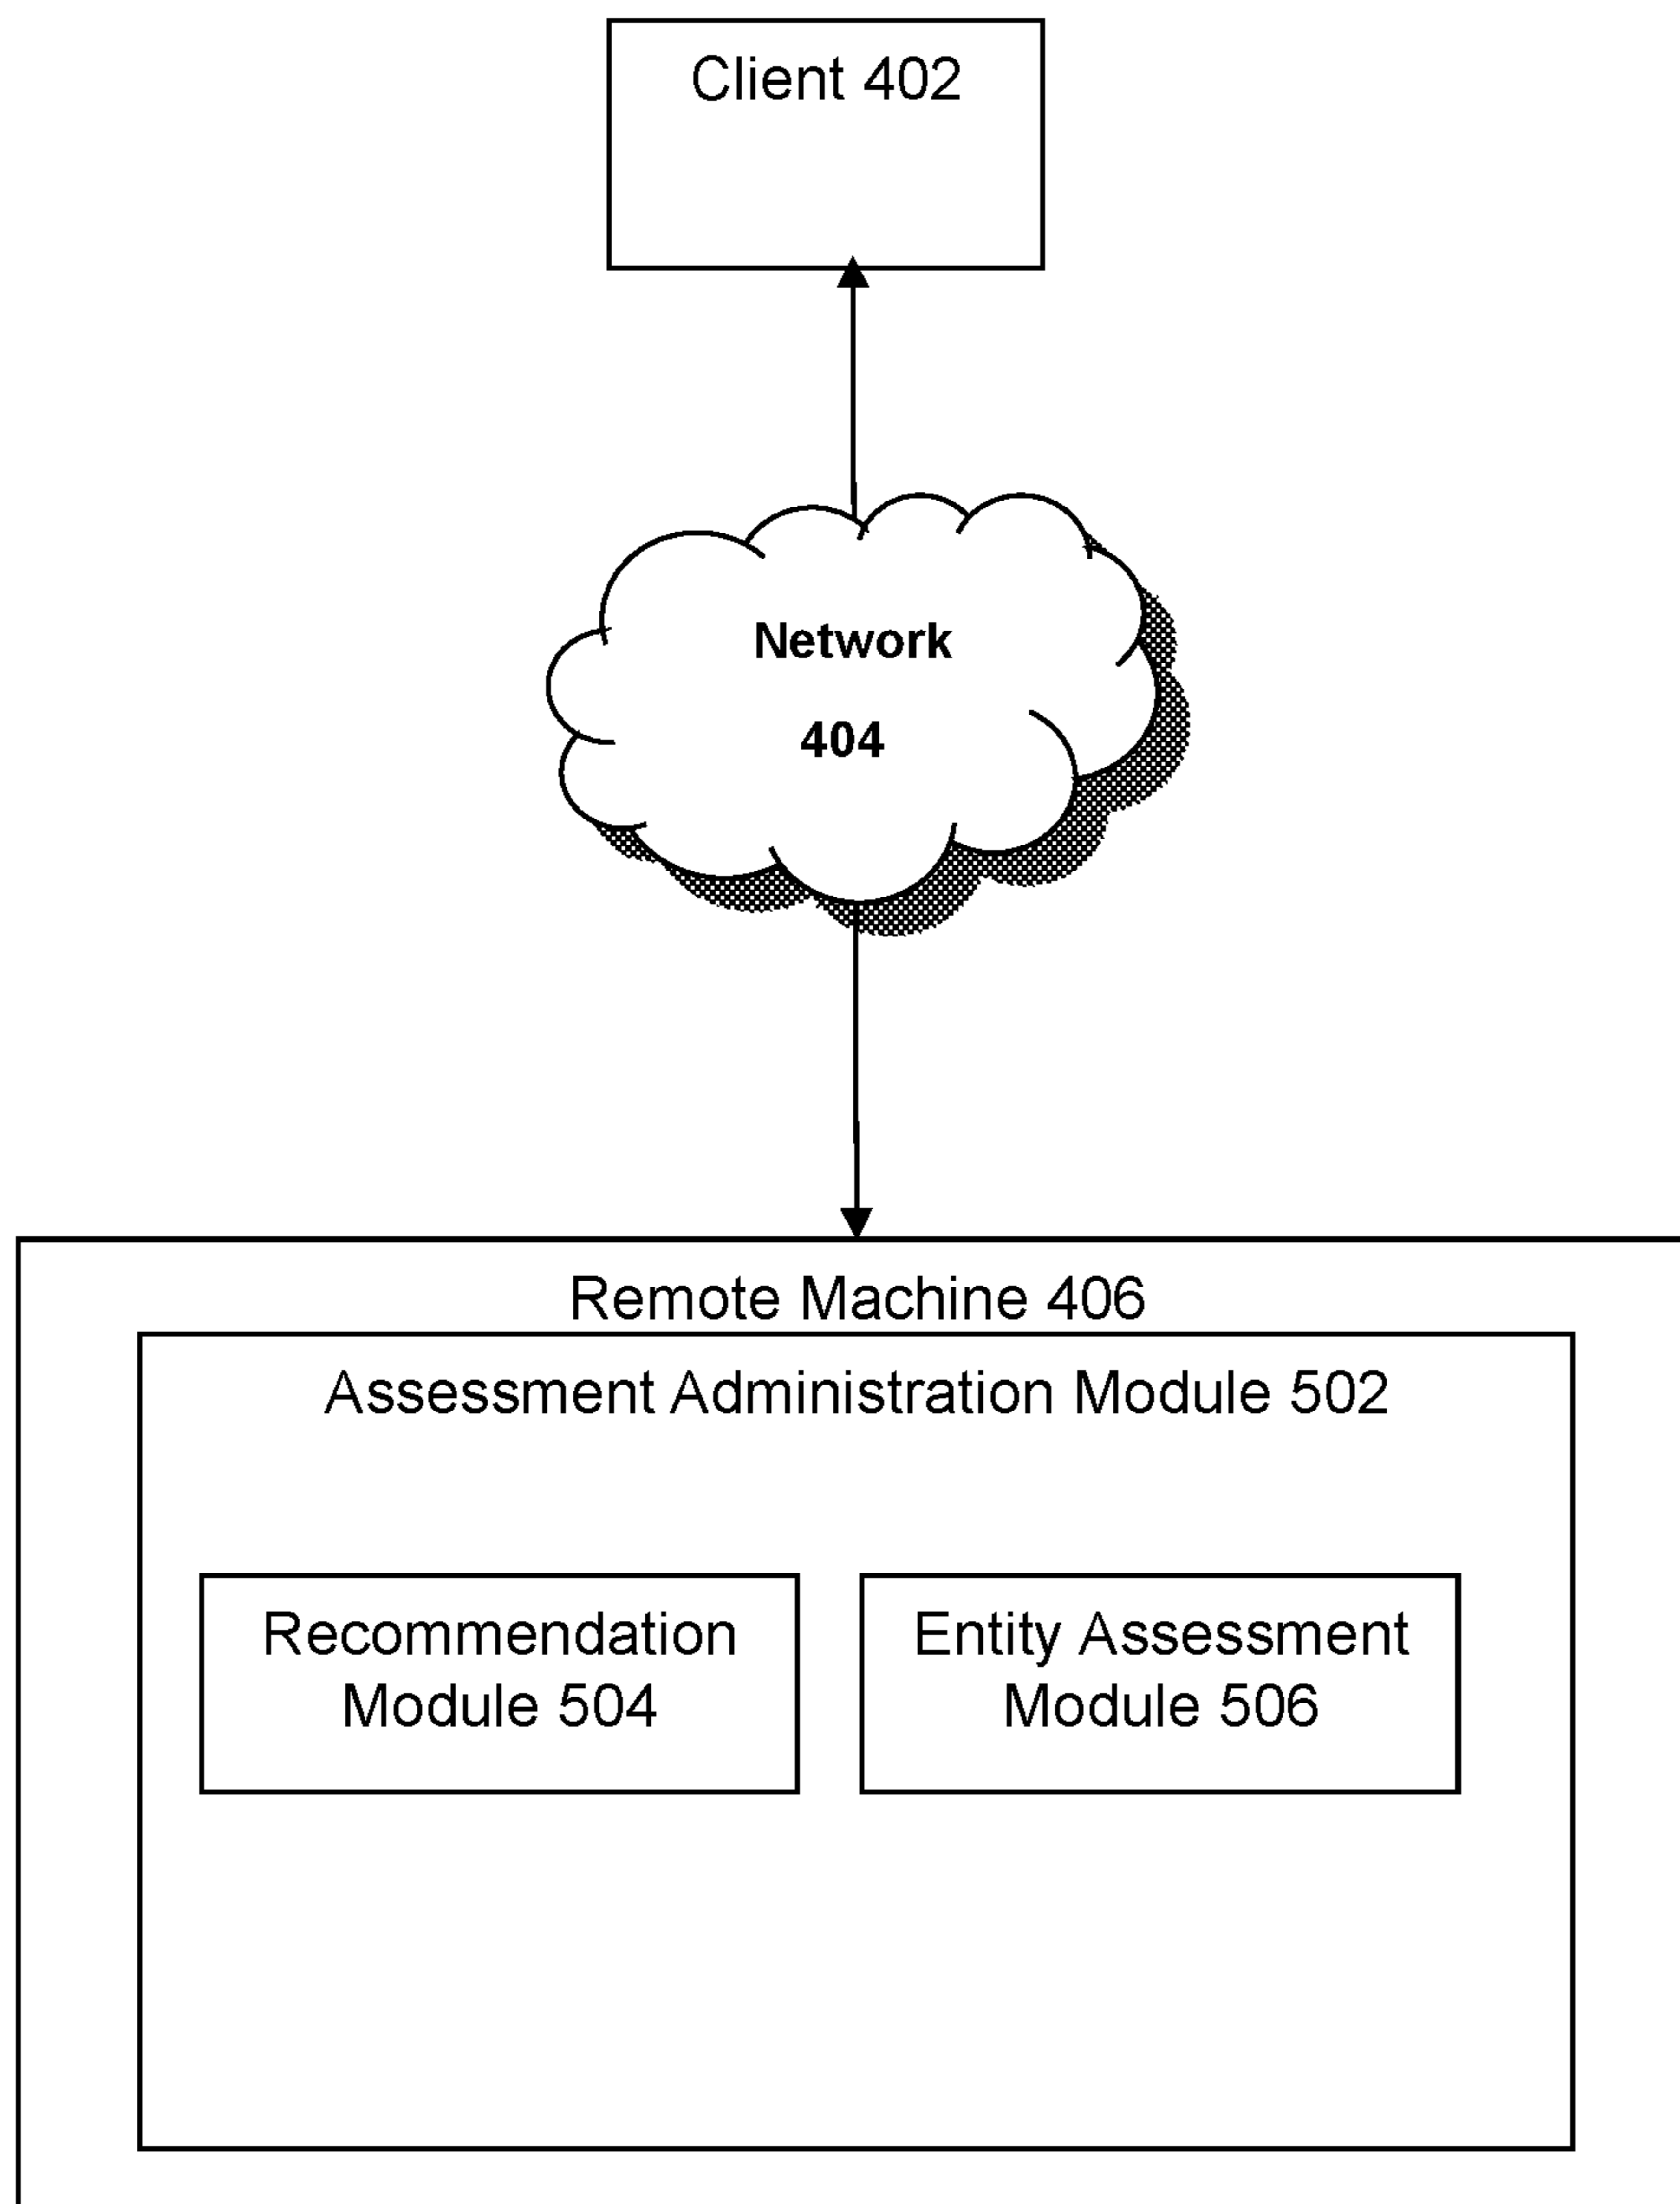 Client 402
Network
404
Remote Machine 406
Assessment Administration Module 502
Recommendation
Module 504
Entity Assessment
Module 506